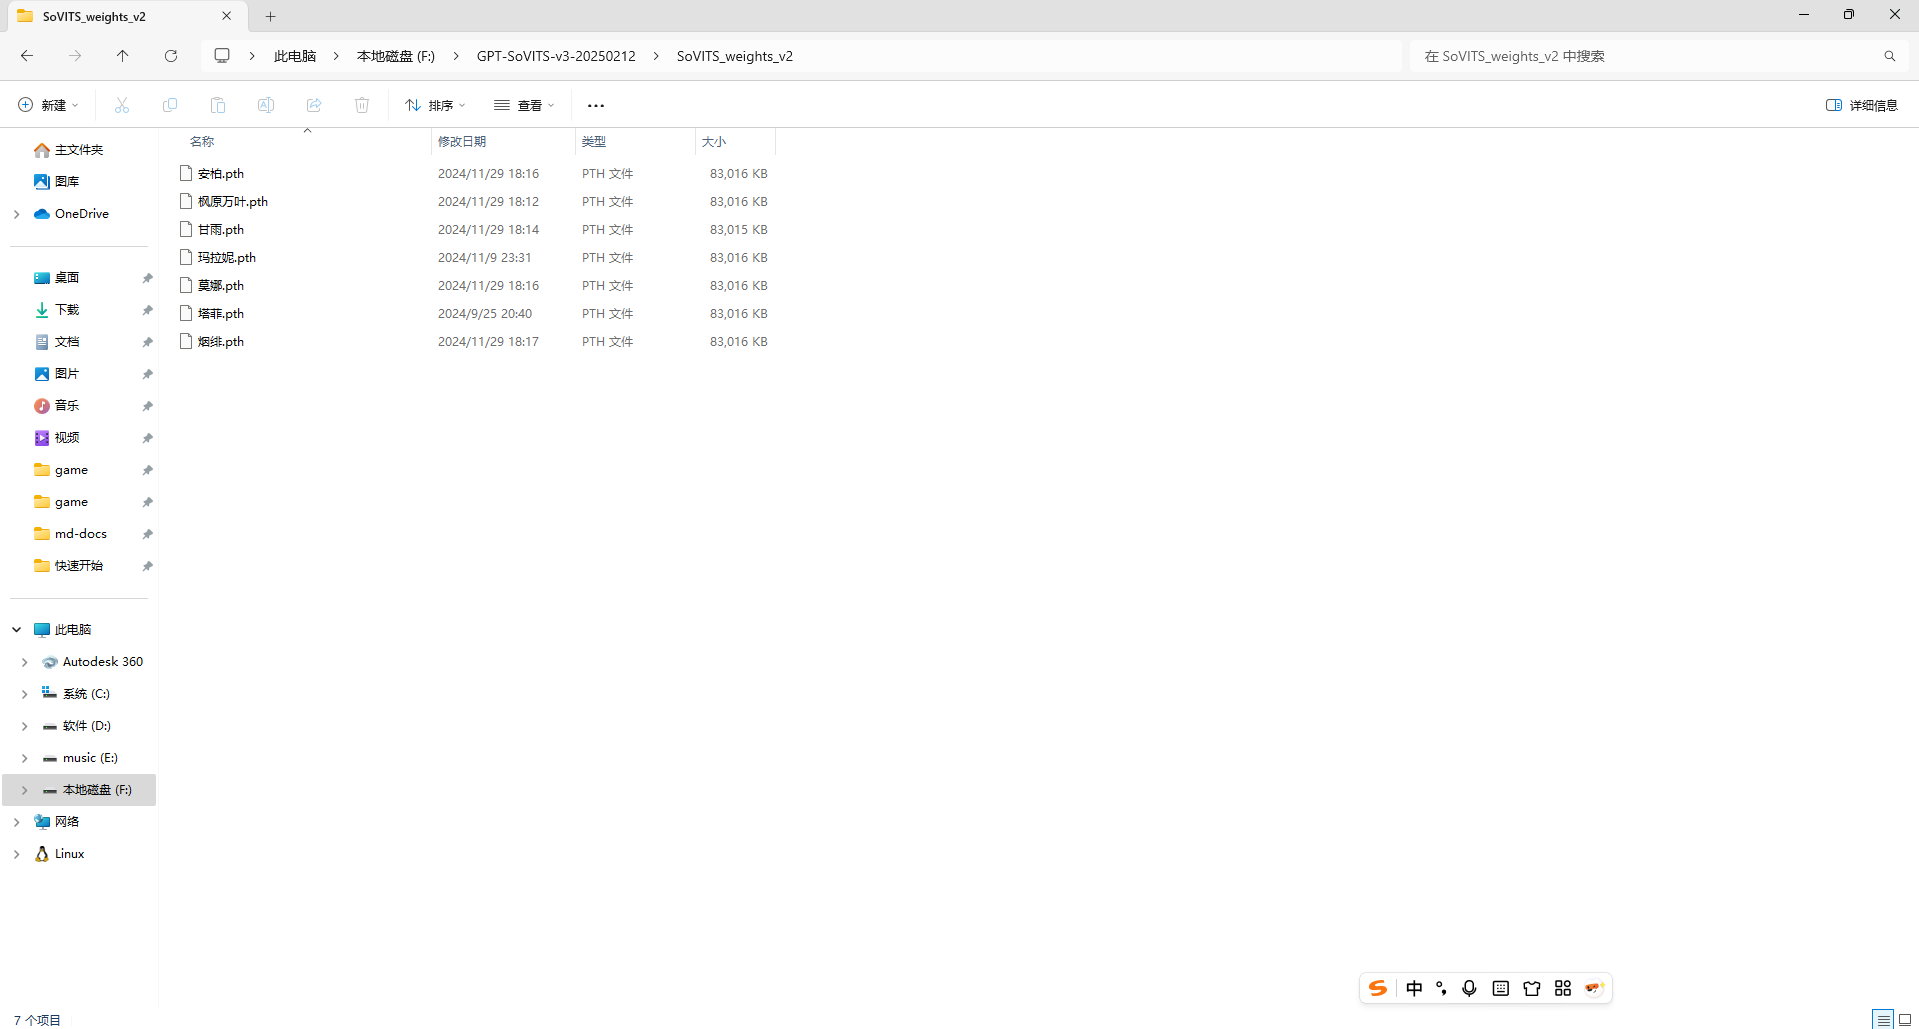 SoVITS_weights_v2
此电脑 本地磁盘 (F:) GPT-SoVITS-v3-20250212 SoVITS_weights_v2
在 SoVITS_weights_v2 中搜索
新建 排序 查看 详细信息
名称 修改日期 类型 大小
安柏.pth 2024/11/29 18:16 PTH 文件 83,016 KB
枫原万叶.pth 2024/11/29 18:12 PTH 文件 83,016 KB
甘雨.pth 2024/11/29 18:14 PTH 文件 83,015 KB
玛拉妮.pth 2024/11/9 23:31 PTH 文件 83,016 KB
莫娜.pth 2024/11/29 18:16 PTH 文件 83,016 KB
塔菲.pth 2024/9/25 20:40 PTH 文件 83,016 KB
烟绯.pth 2024/11/29 18:17 PTH 文件 83,016 KB
主文件夹
图库
OneDrive
桌面
下载
文档
图片
音乐
视频
game
game
md-docs
快速开始
此电脑
Autodesk 360
系统 (C:)
软件 (D:)
music (E:)
本地磁盘 (F:)
网络
Linux
中
7 个项目